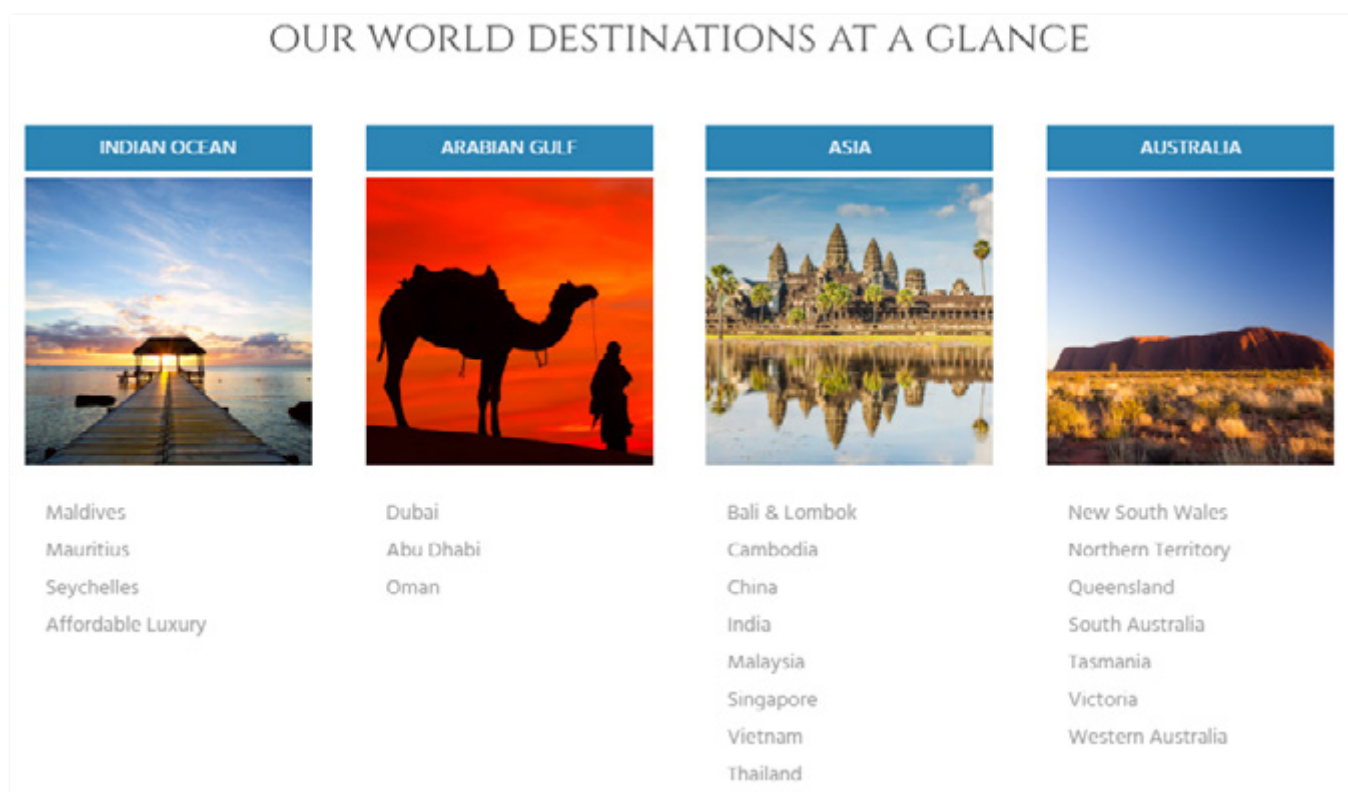 OUR WORLD DESTINATIONS AT A GLANCE
INDIAN OCEAN
Maldives
Mauritius
Seychelles
Affordable Luxury
ARABIAN GULF
Dubai
Abu Dhabi
Oman
ASIA
Bali & Lombok
Cambodia
China
India
Malaysia
Singapore
Vietnam
Thailand
AUSTRALIA
New South Wales
Northern Territory
Queensland
South Australia
Tasmania
Victoria
Western Australia